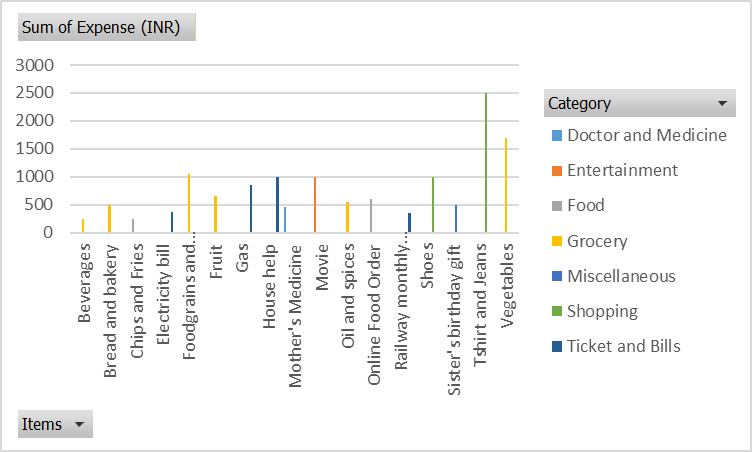 Sum of Expense (INR)
3000
2500
2000
1500
1000
500
0
Beverages
Bread and bakery
Chips and Fries
Electricity bill
Foodgrains and...
Fruit
Gas
House help
Mother's Medicine
Movie
Oil and spices
Online Food Order
Railway monthly...
Shoes
Sister's birthday gift
Tshirt and Jeans
Vegetables
Category
Doctor and Medicine
Entertainment
Food
Grocery
Miscellaneous
Shopping
Ticket and Bills
Items